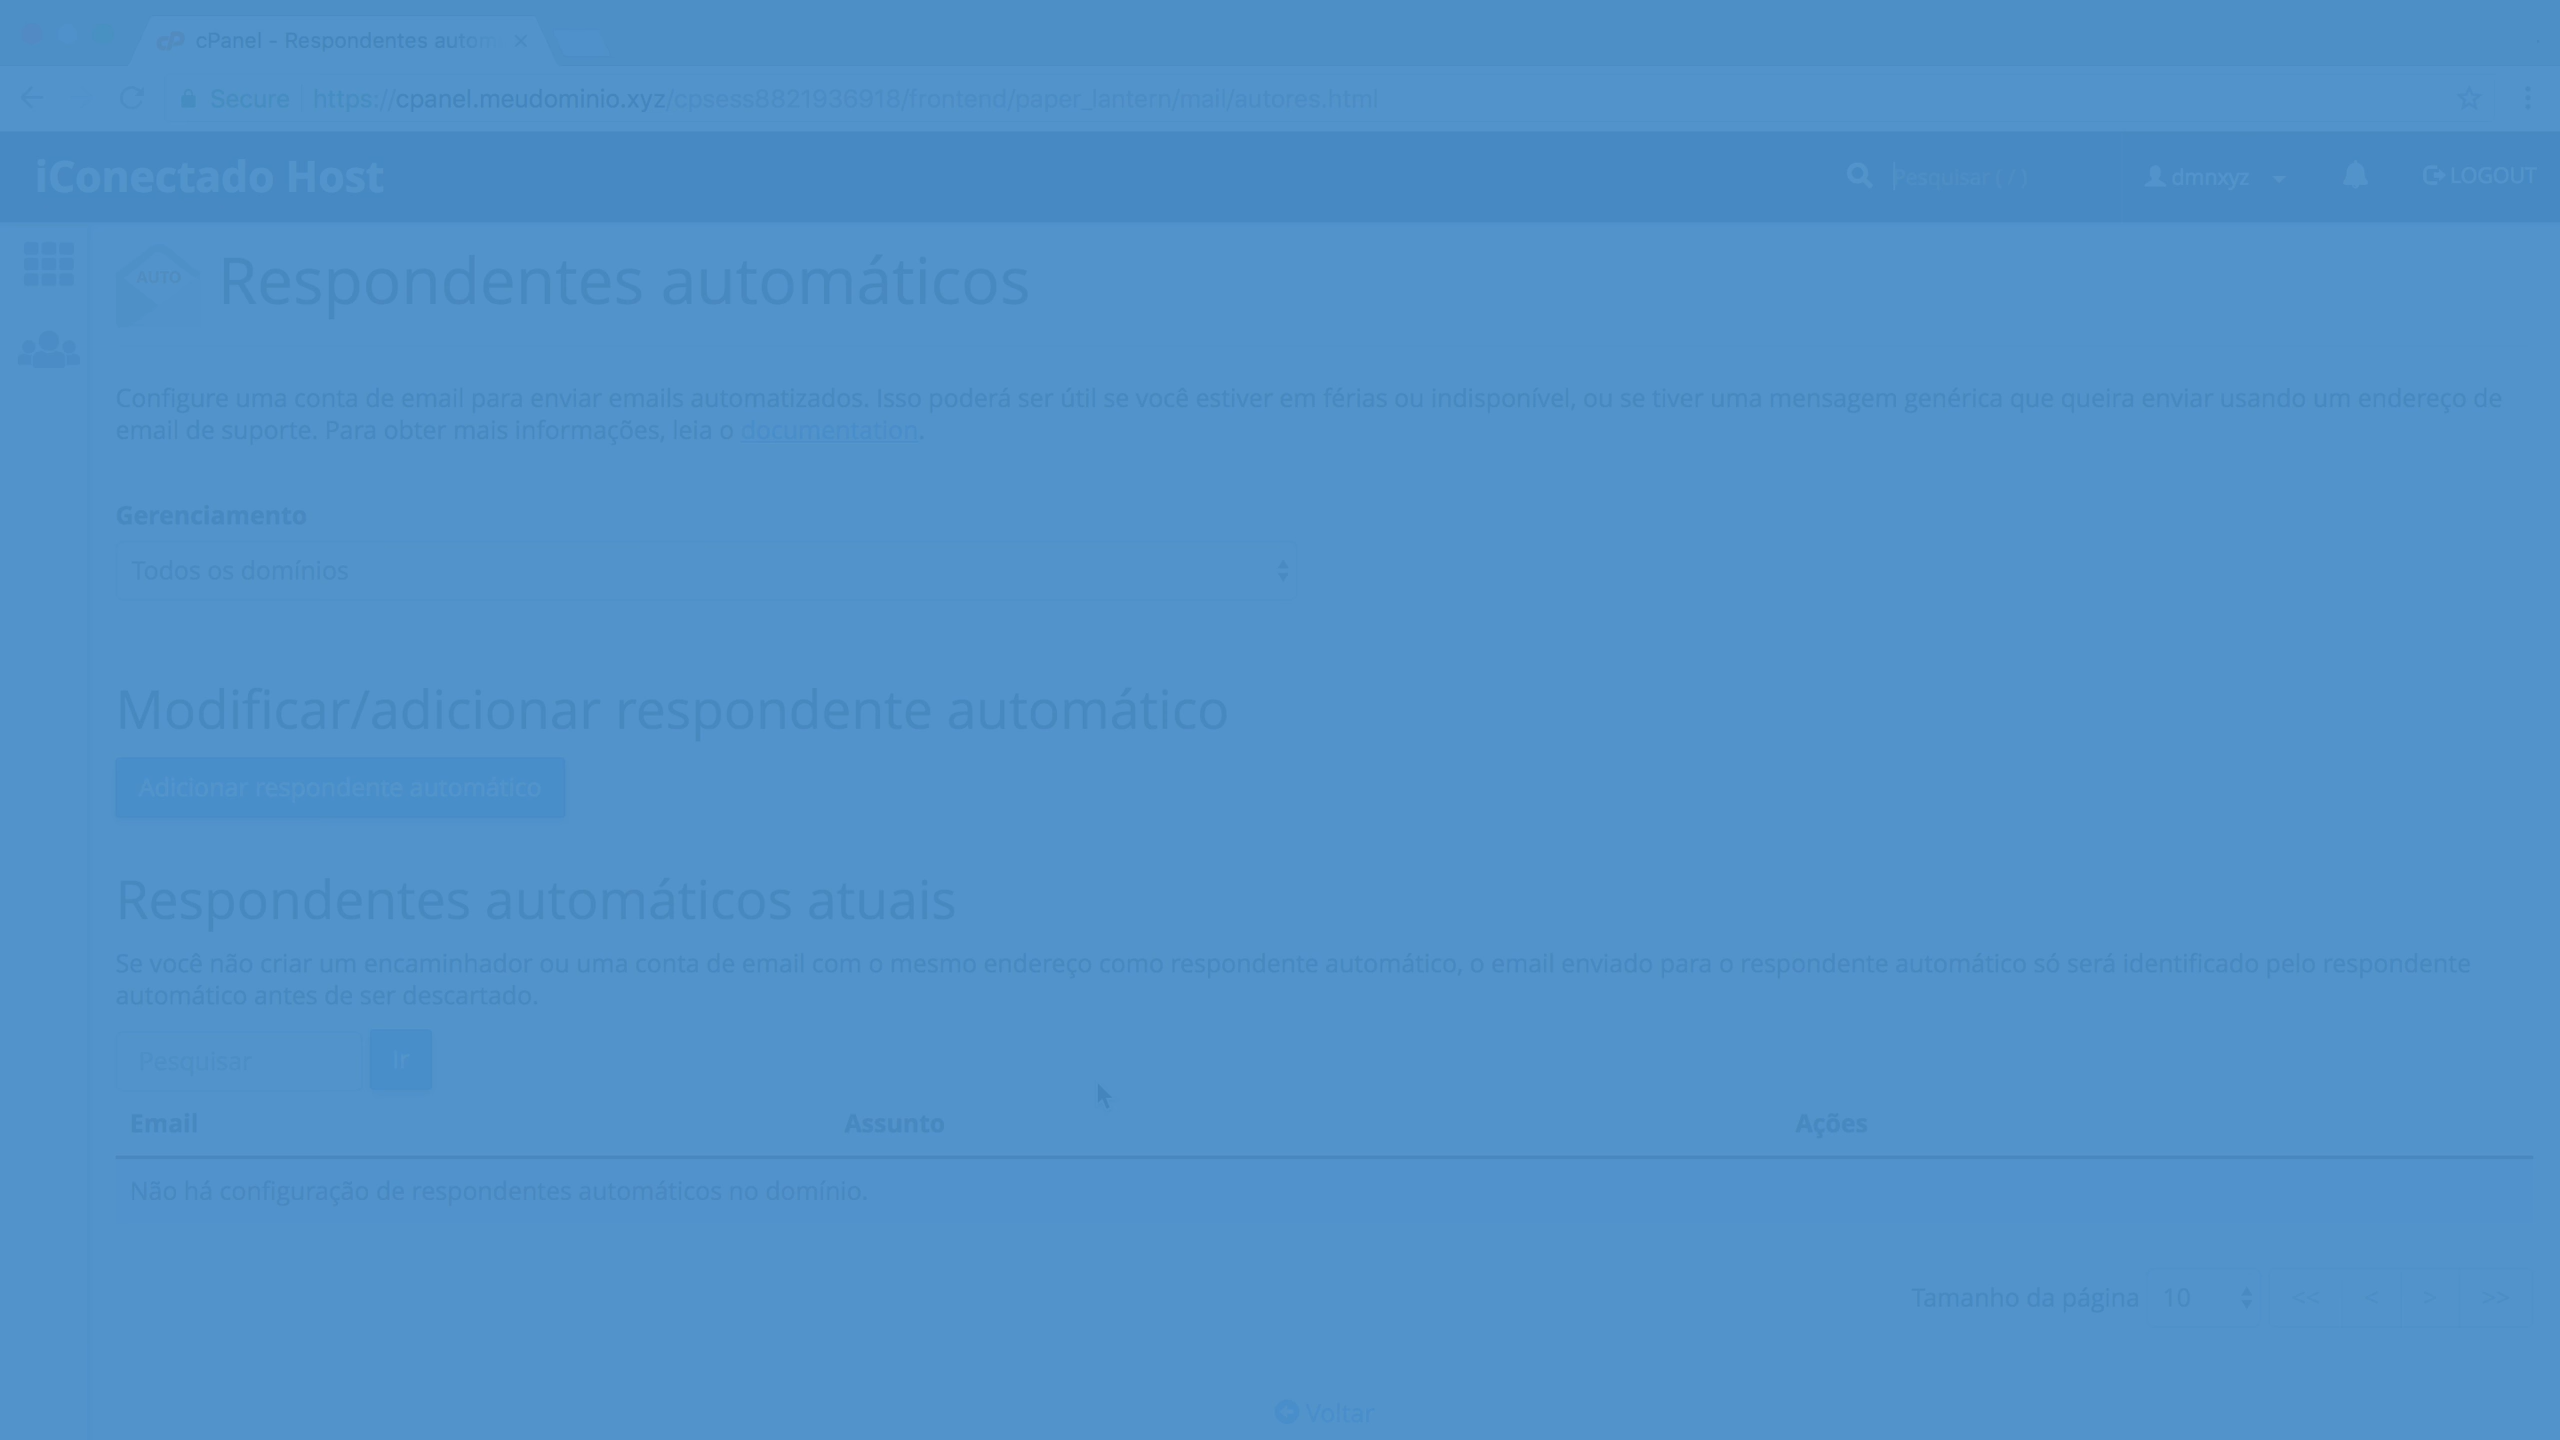 cPanel - Respondentes autom
Secure https://cpanel.meudominio.xyz/cpsess8821936918/frontend/paper_lantern/mail/autores.html
iConectado Host
Pesquisar ( / )
dmnxyz
LOGOUT
AUTO
Respondentes automáticos
Configure uma conta de email para enviar emails automatizados. Isso poderá ser útil se você estiver em férias ou indisponível, ou se tiver uma mensagem genérica que queira enviar usando um endereço de
email de suporte. Para obter mais informações, leia o documentation.
Gerenciamento
Todos os domínios
Modificar/adicionar respondente automático
Adicionar respondente automático
Respondentes automáticos atuais
Se você não criar um encaminhador ou uma conta de email com o mesmo endereço como respondente automático, o email enviado para o respondente automático só será identificado pelo respondente
automático antes de ser descartado.
Pesquisar Ir
Email Assunto Ações
Não há configuração de respondentes automáticos no domínio.
Tamanho da página 10 << < > >>
Voltar